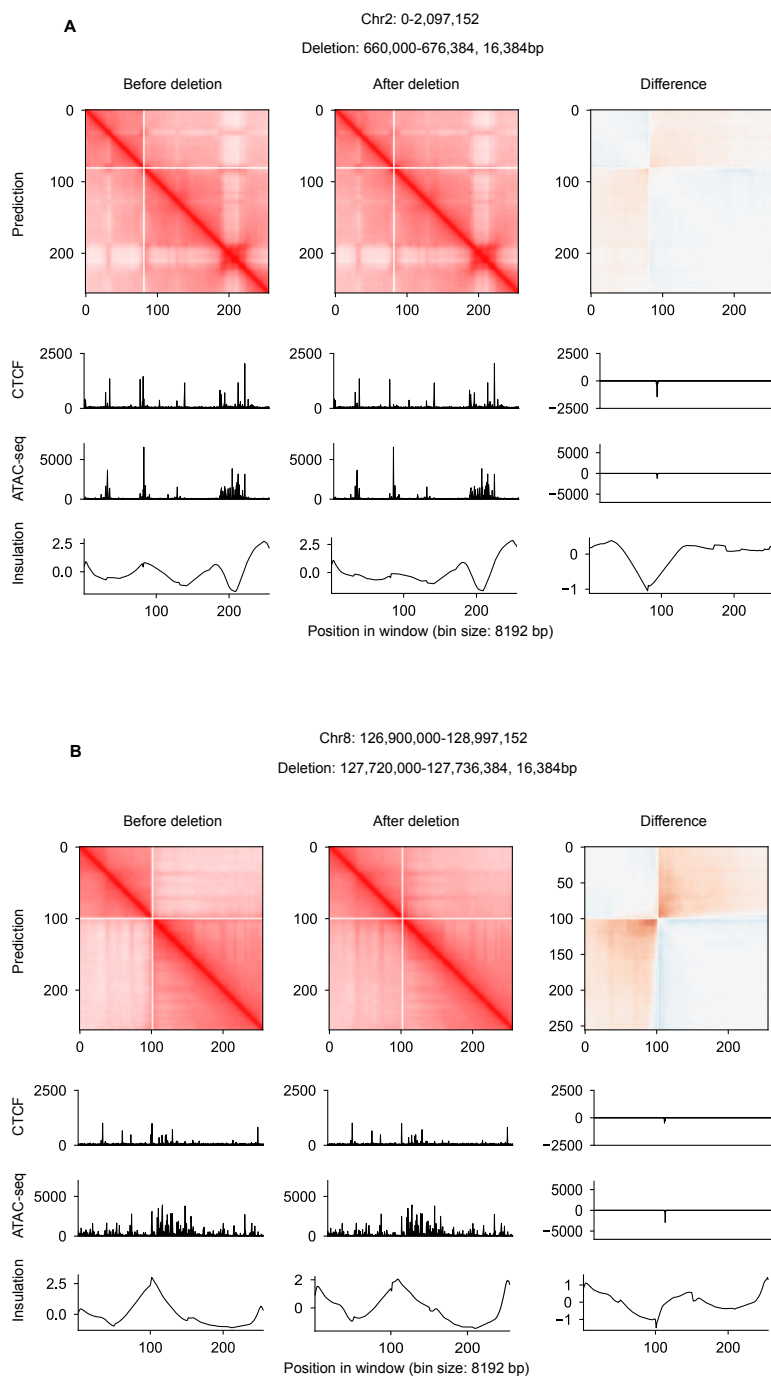 A
Chr2: 0-2,097,152
Deletion: 660,000-676,384, 16,384bp
Before deletion After deletion Difference
Prediction
0 0 0
100 100 100
200 200 200
0 100 200 0 100 200 0 100 200
CTCF
2500 2500 2500
0 0 0
−2500
ATAC-seq
5000 5000 5000
0 0 0
−5000
Insulation
2.5 2.5 0
0.0 0.0 −1
100 200 100 200 100 200
Position in window (bin size: 8192 bp)
B
Chr8: 126,900,000-128,997,152
Deletion: 127,720,000-127,736,384, 16,384bp
Before deletion After deletion Difference
Prediction
0 0 0
50
100 100 100
150
200 200 200
250
0 100 200 0 100 200 0 100 200
CTCF
2500 2500 2500
0 0 0
−2500
ATAC-seq
5000 5000 5000
0 0 0
−5000
Insulation
2.5 2 1
0.0 0 0
−1
100 200 100 200 100 200
Position in window (bin size: 8192 bp)